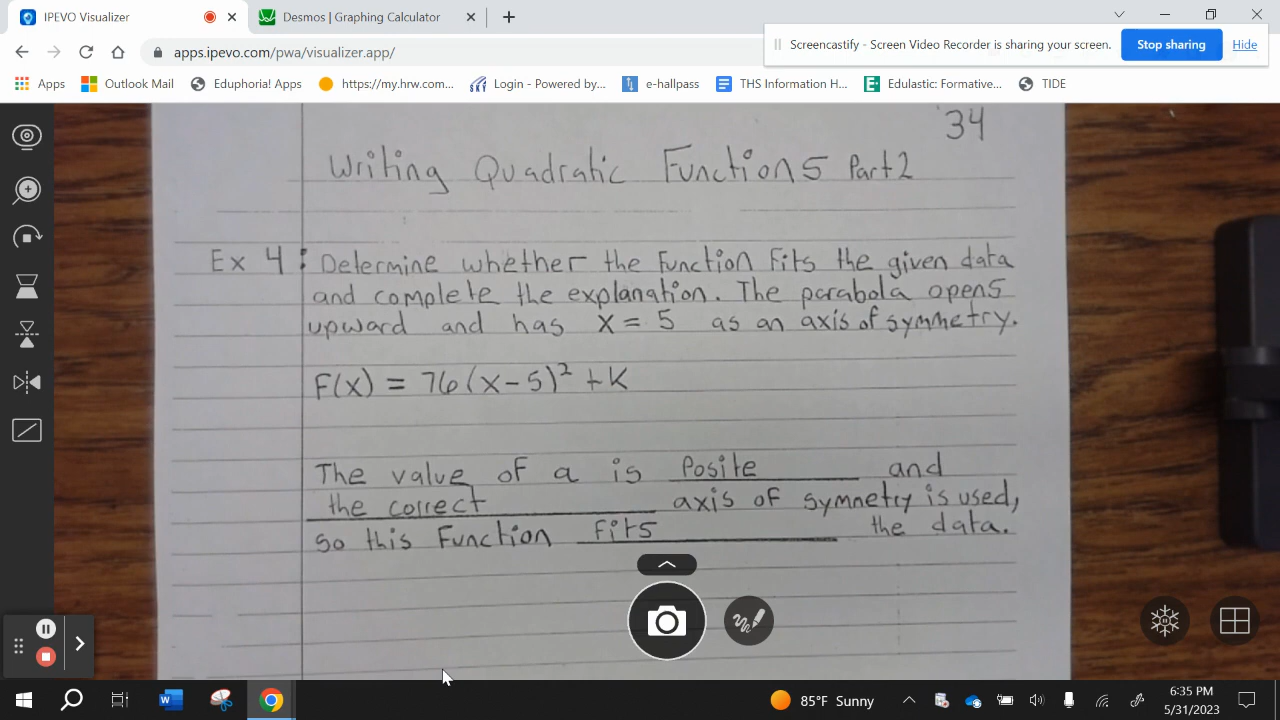 IPEVO Visualizer
Desmos | Graphing Calculator
apps.ipevo.com/pwa/visualizer.app/
Screencastify - Screen Video Recorder is sharing your screen.
Stop sharing
Hide
Apps
Outlook Mail
Eduphoria! Ap
https://my.hrw.com...
Login - Powered by...
e-hallpass
THS Information H...
Edulastic: Formative...
TIDE
34
Writing Quadratic Functions Part 2
Ex 4: Determine whether the function fits the given data
and complete the explanation. The parabola opens
upward and has x = 5 as an axis of symmetry.
F(x) = 76(x-5)² + K
The value of a is Posite and
the correct axis of symnetry is used,
so this Function fits the data.
85°F Sunny
6:35 PM
5/31/2023